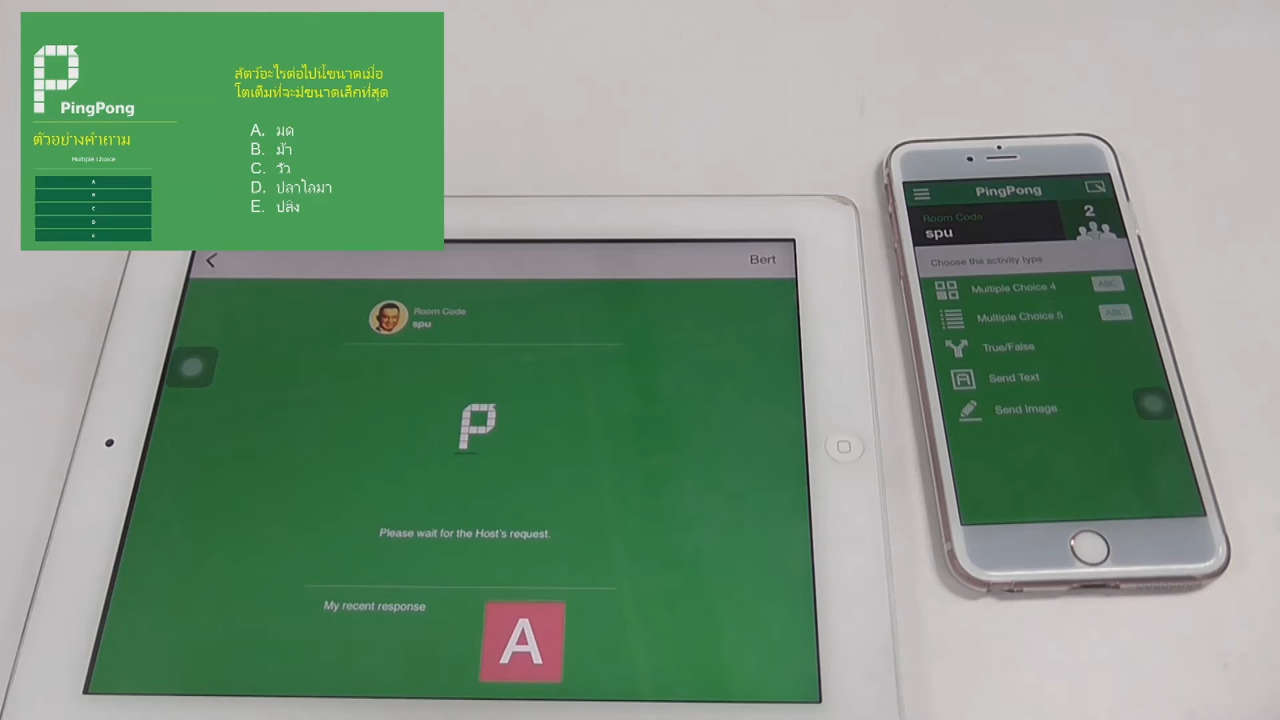 PingPong
ตัวอย่างคำถาม
Multiple Choice
A
B
C
D
E
สัตว์อะไรต่อไปนี้ขนาดเมื่อ
โตเต็มที่จะมีขนาดเล็กที่สุด
A. มด
B. ม้า
C. วัว
D. ปลาโลมา
E. ปลิง
Bert
Room Code
spu
Please wait for the Host's request.
My recent response
A
PingPong
Room Code
spu
2
Choose the activity type
Multiple Choice 4
ABC
Multiple Choice 5
ABC
True/False
Send Text
Send Image